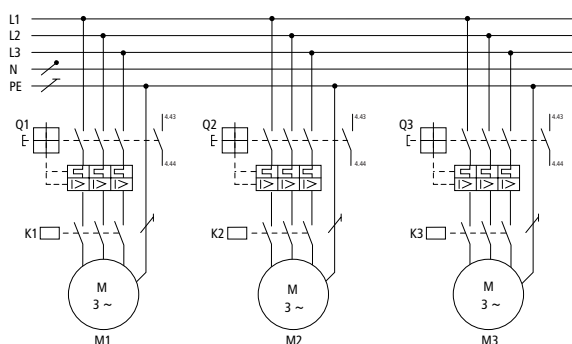 L1
L2
L3
N
PE
Q1
4.43
4.44
Q2
4.43
4.44
Q3
4.43
4.44
I> I> I>
I> I> I>
I> I> I>
K1
K2
K3
M
3 ~
M
3 ~
M
3 ~
M1
M2
M3